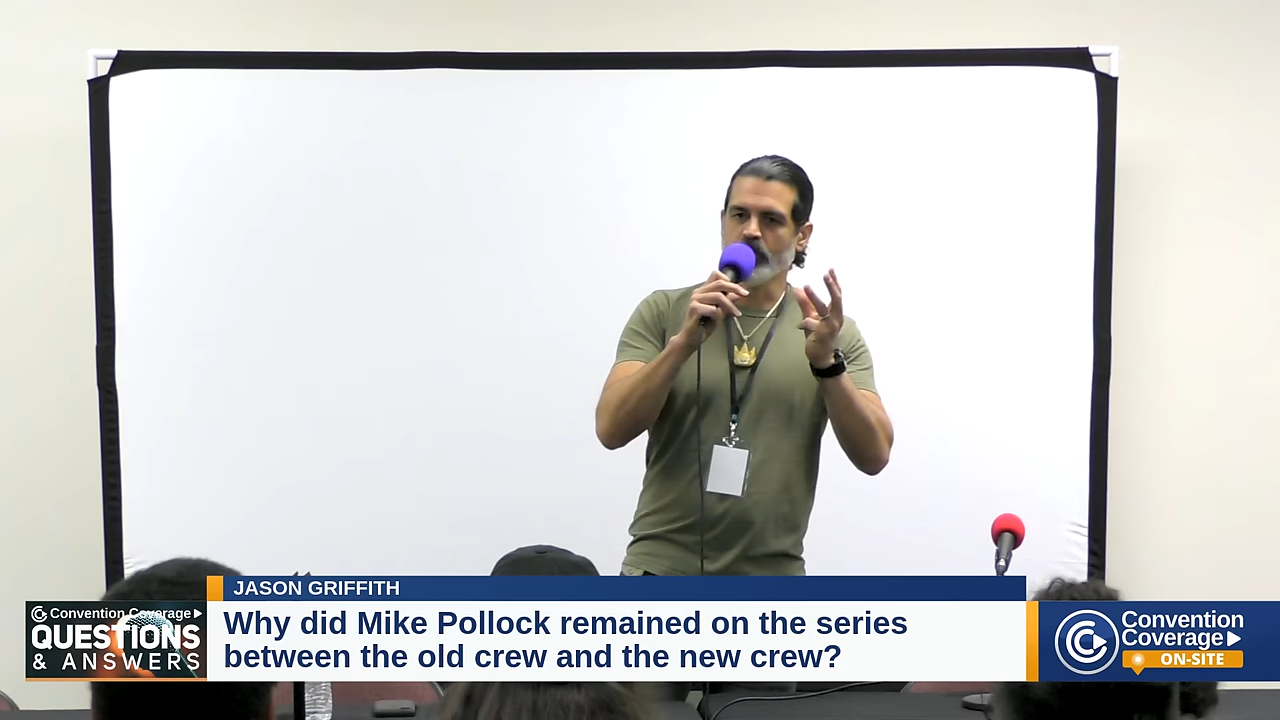 JASON GRIFFITH
Convention Coverage
QUESTIONS
& ANSWERS
Why did Mike Pollock remained on the series
between the old crew and the new crew?
Convention
Coverage
ON-SITE